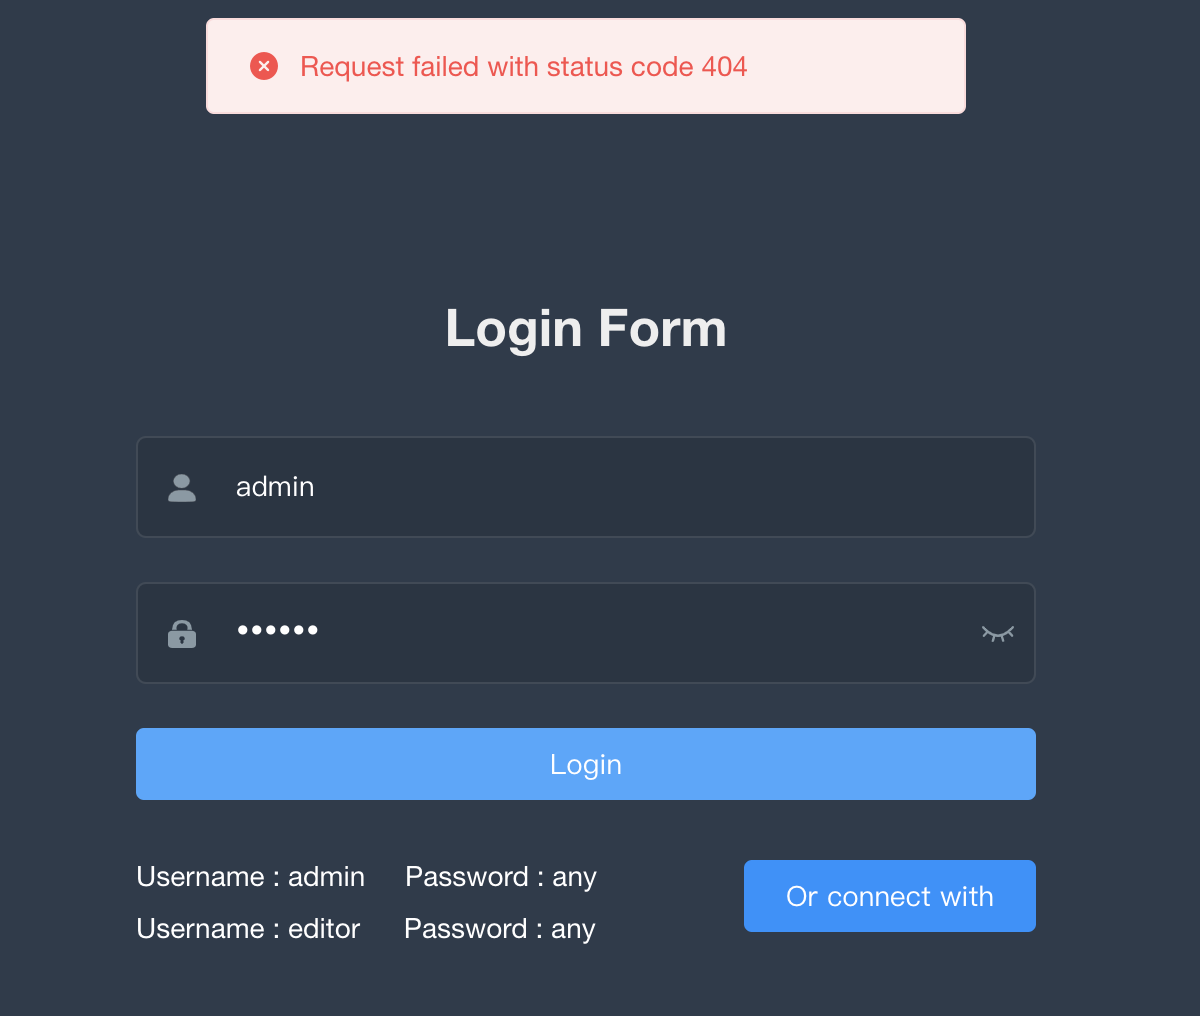 Request failed with status code 404
Login Form
admin
••••••
Login
Username : admin Password : any
Username : editor Password : any
Or connect with